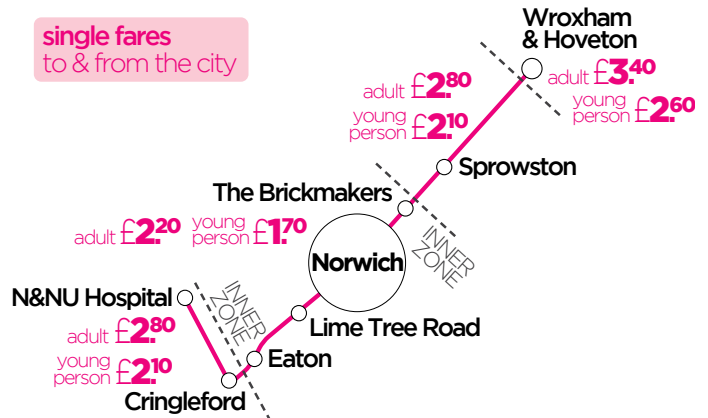 single fares
to & from the city
Wroxham
& Hoveton
adult £3.40
young
person £2.60
adult £2.80
young
person £2.10
Sprowston
The Brickmakers
INNER
ZONE
adult £2.20 young
person £1.70
Norwich
N&NU Hospital
INNER
ZONE
adult £2.80
young
person £2.10
Lime Tree Road
Eaton
Cringleford